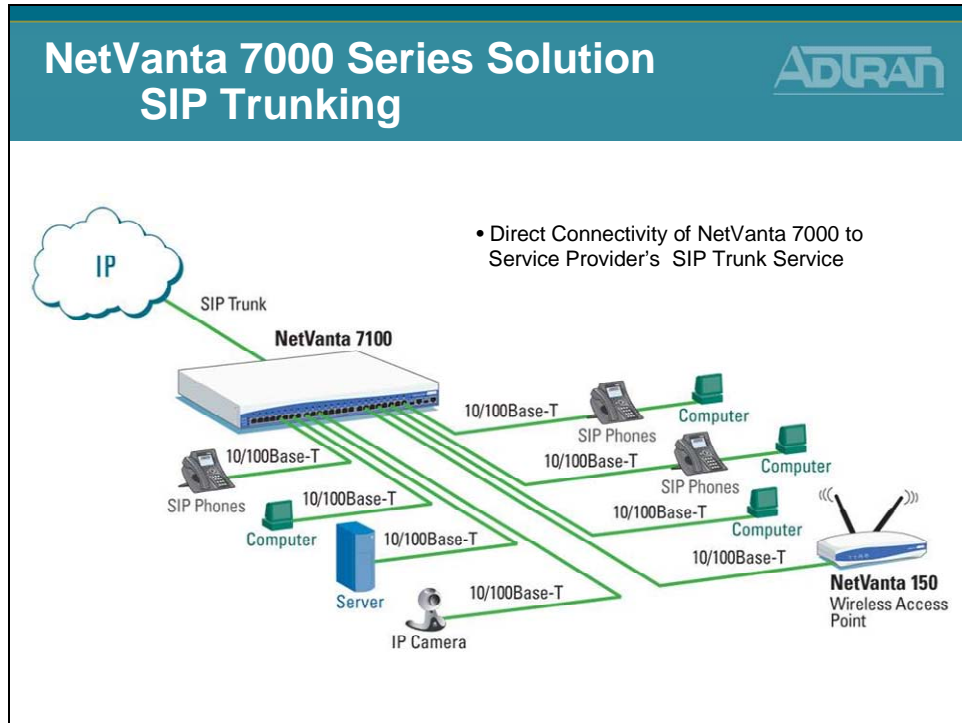 NetVanta 7000 Series Solution
SIP Trunking
ADTRAN
• Direct Connectivity of NetVanta 7000 to
Service Provider's  SIP Trunk Service
IP
SIP Trunk
NetVanta 7100
10/100Base-T
SIP Phones
Computer
10/100Base-T
SIP Phones
Computer
10/100Base-T
SIP Phones
10/100Base-T
Computer
10/100Base-T
Computer
10/100Base-T
Server
10/100Base-T
NetVanta 150
Wireless Access
Point
10/100Base-T
IP Camera